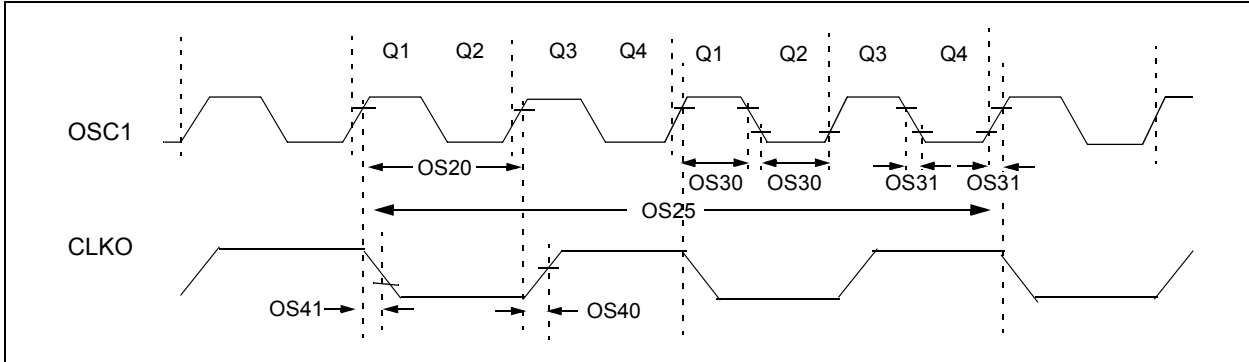 Q1 Q2 Q3 Q4 Q1 Q2 Q3 Q4
OSC1
OS20
OS30 OS30 OS31 OS31
OS25
CLKO
OS41 OS40